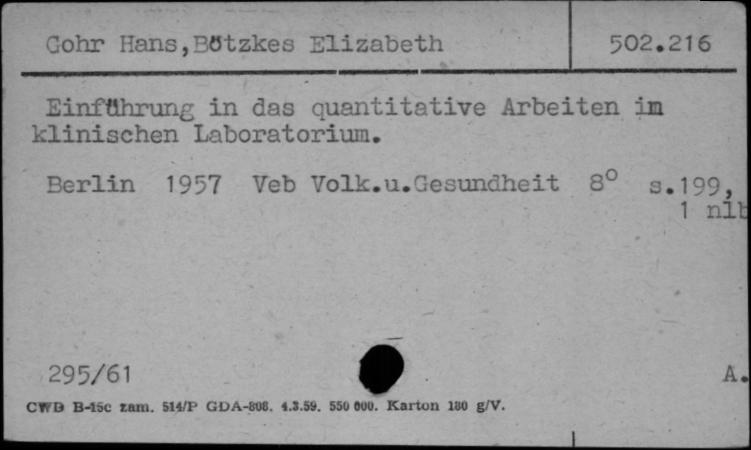 Gohr Hans,Bötzkes Elizabeth 502.216
Einführung in das quantitative Arbeiten im
klinischen Laboratorium.
Berlin 1957 Veb Volk.u.Gesundheit 8° s.199,
1 nlb
295/61 A.
CWD B-15c zam. 514/P GDA-808. 4.3.59. 550 000. Karton 180 g/V.